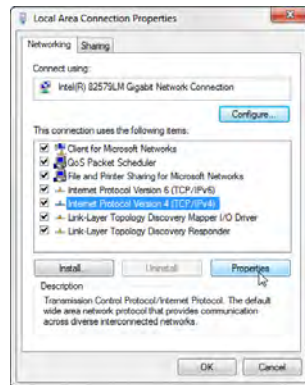 Local Area Connection Properties
Networking Sharing
Connect using:
Intel(R) 82579LM Gigabit Network Connection
Configure...
This connection uses the following items:
Client for Microsoft Networks
QoS Packet Scheduler
File and Printer Sharing for Microsoft Networks
Internet Protocol Version 6 (TCP/IPv6)
Internet Protocol Version 4 (TCP/IPv4)
Link-Layer Topology Discovery Mapper I/O Driver
Link-Layer Topology Discovery Responder
Install... Uninstall Properties
Description
Transmission Control Protocol/Internet Protocol. The default
wide area network protocol that provides communication
across diverse interconnected networks.
OK Cancel